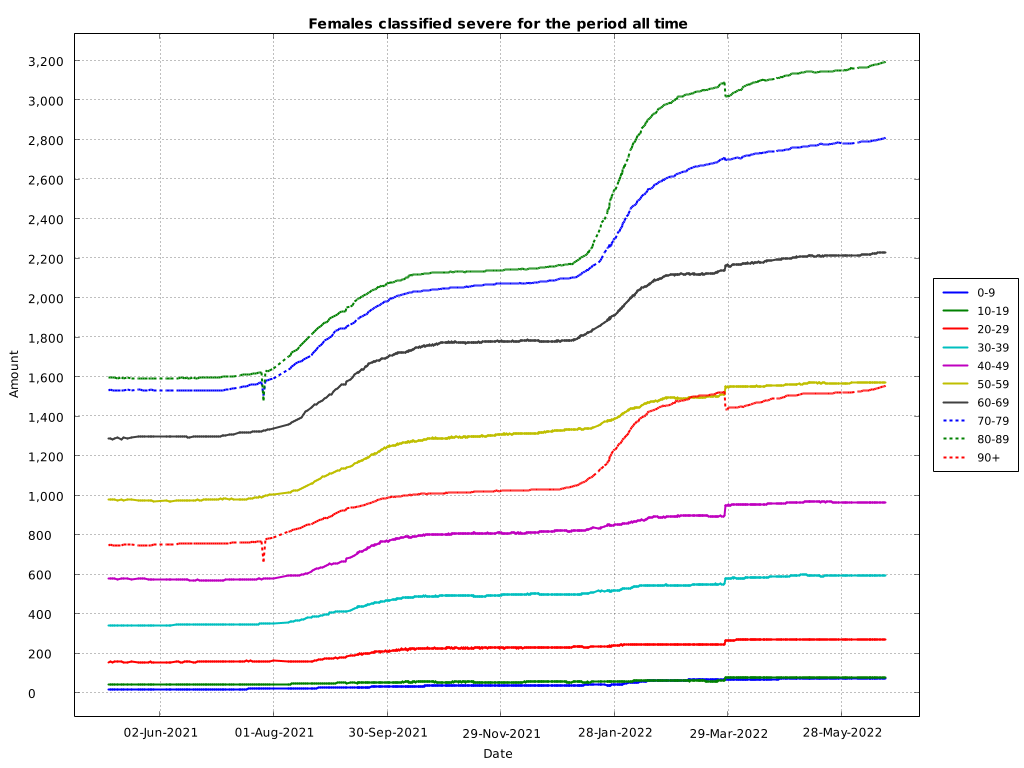 Females classified severe for the period all time
3,200
3,000
2,800
2,600
2,400
2,200
2,000
1,800
1,600
1,400
1,200
1,000
800
600
400
200
0
Amount
02-Jun-2021
01-Aug-2021
30-Sep-2021
29-Nov-2021
28-Jan-2022
29-Mar-2022
28-May-2022
Date
0-9
10-19
20-29
30-39
40-49
50-59
60-69
70-79
80-89
90+